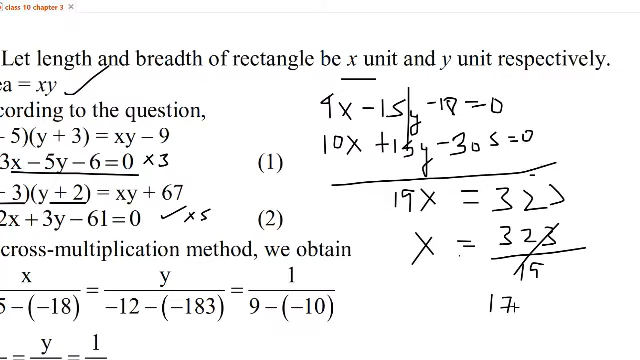 class 10 chapter 3
Let length and breadth of rectangle be x unit and y unit respectively.
ea = xy ✓
ccording to the question,
– 5)(y + 3) = xy – 9
3x – 5y – 6 = 0 ×3 (1)
– 3)(y + 2) = xy + 67
2x + 3y – 61 = 0 ✓ ×5 (2)
cross-multiplication method, we obtain
x/5 – (–18) = y/–12 – (–183) = 1/9 – (–10)
= y = 1
9x – 15y – 18 = 0
10x + 15y – 305 = 0
19x = 323
x = 323/19
17